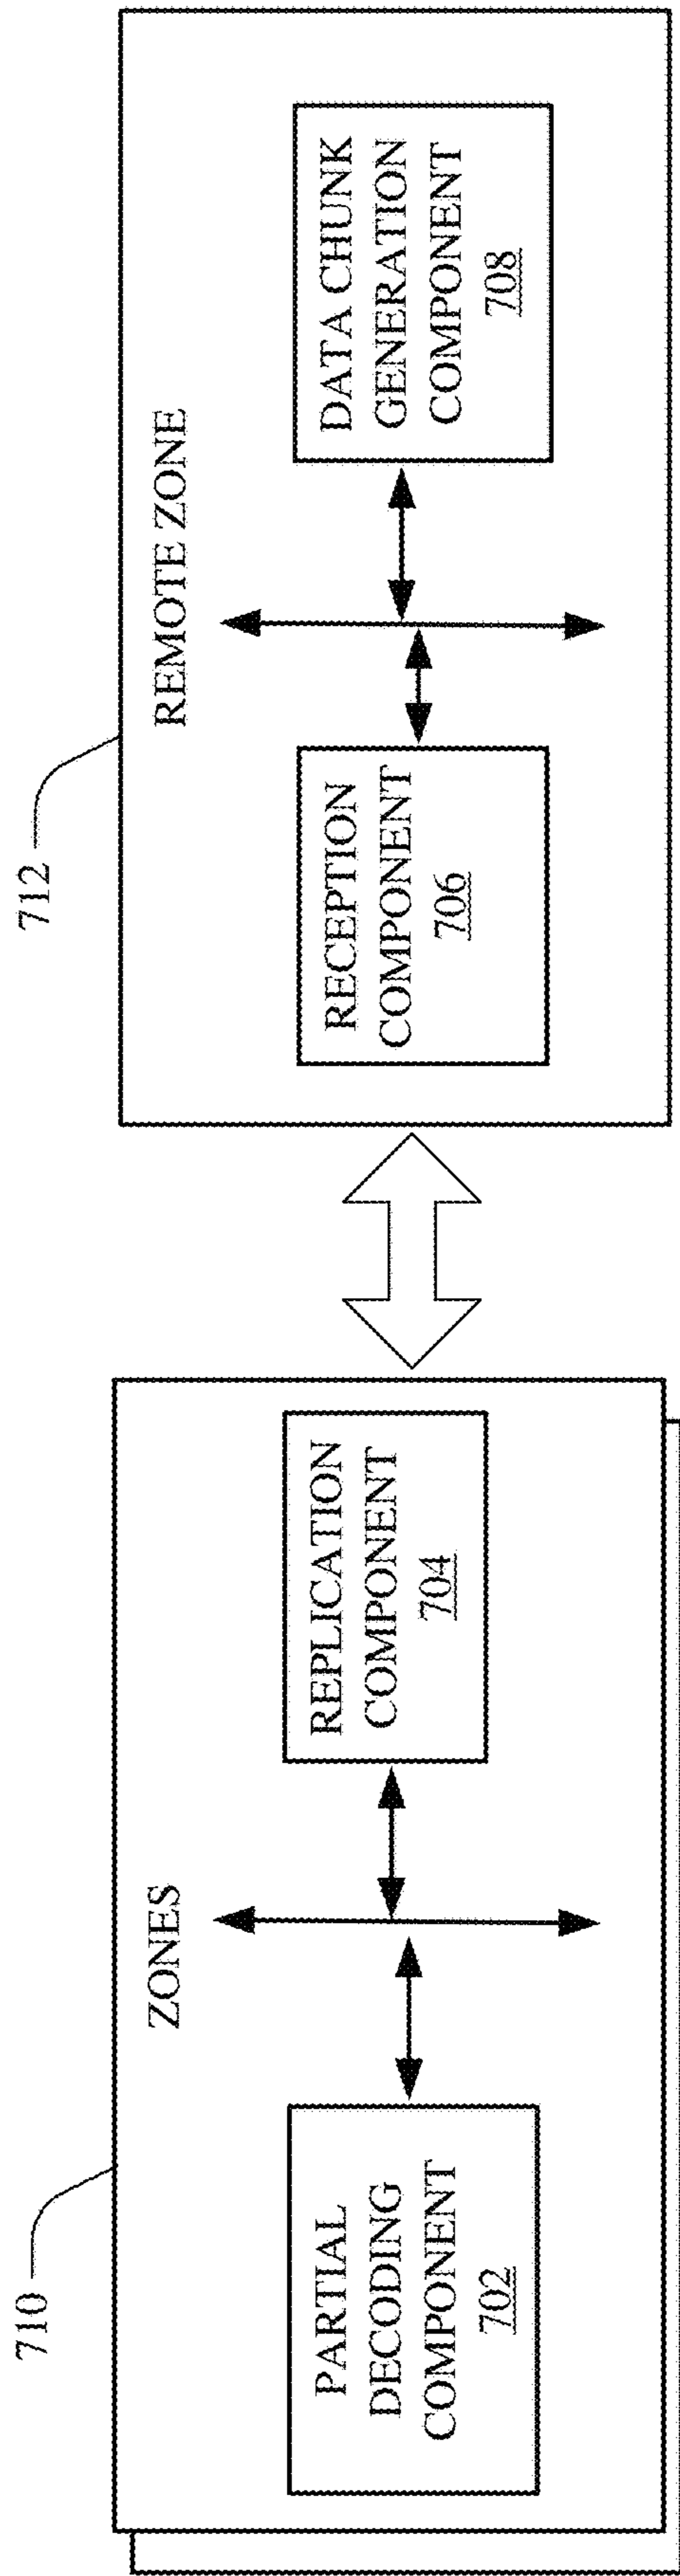 710
ZONES
PARTIAL
DECODING
COMPONENT
702
REPLICATION
COMPONENT
704
712
REMOTE ZONE
RECEPTION
COMPONENT
706
DATA CHUNK
GENERATION
COMPONENT
708